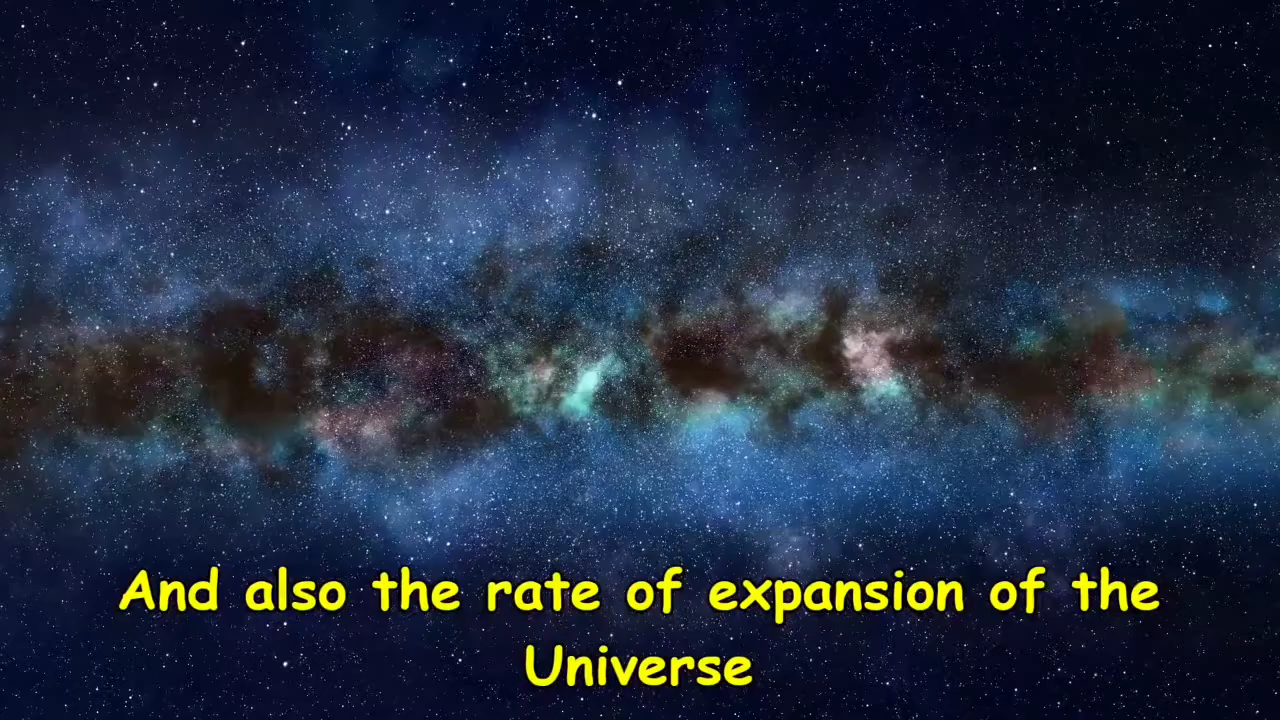 And also the rate of expansion of the
Universe